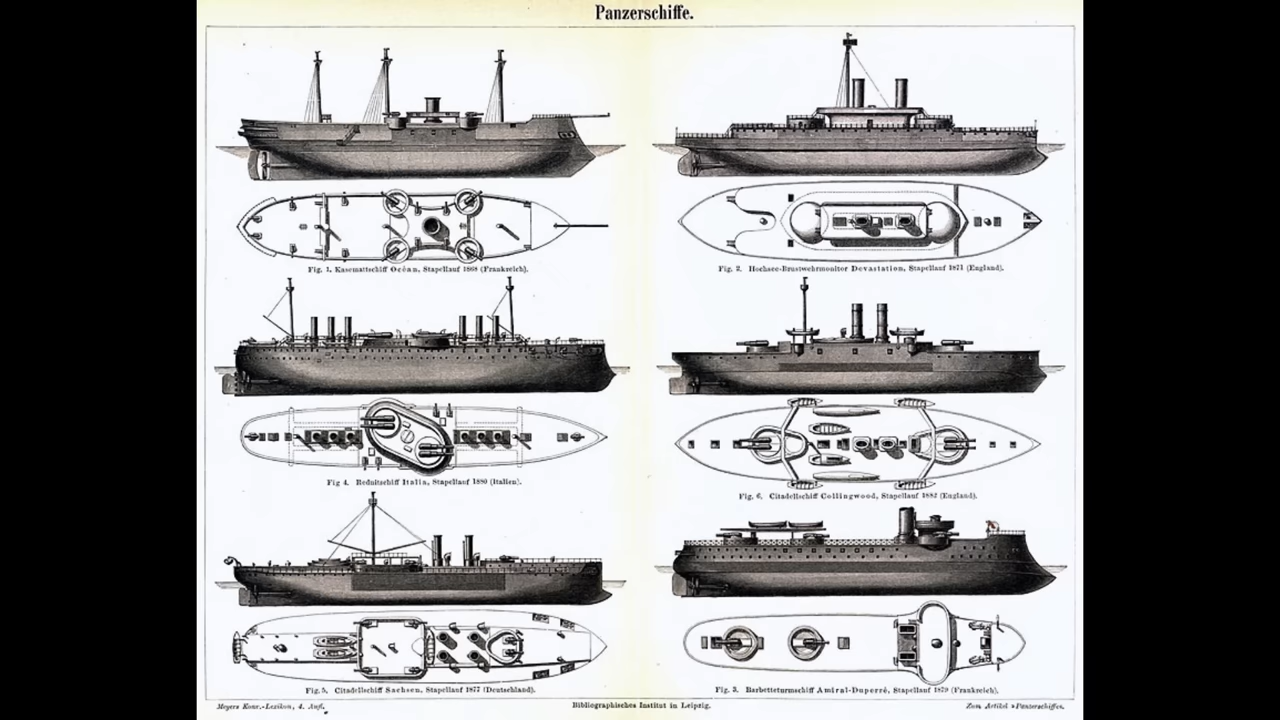 Panzerschiffe.
Fig. 1. Kasemattschiff Océan, Stapellauf 1868 (Frankreich).
Fig. 2. Hochsee-Brustwehrmonitor Devastation, Stapellauf 1871 (England).
Fig 4. Reduitschiff Italia, Stapellauf 1880 (Italien).
Fig. 6. Citadellschiff Collingwood, Stapellauf 1882 (England).
Fig. 5. Citadellschiff Sachsen, Stapellauf 1877 (Deutschland).
Fig. 3. Barbetteturmschiff Amiral-Duperré, Stapellauf 1879 (Frankreich).
Meyers Konv.-Lexikon, 4. Aufl.
Bibliographisches Institut in Leipzig.
Zum Artikel »Panzerschiffe«.